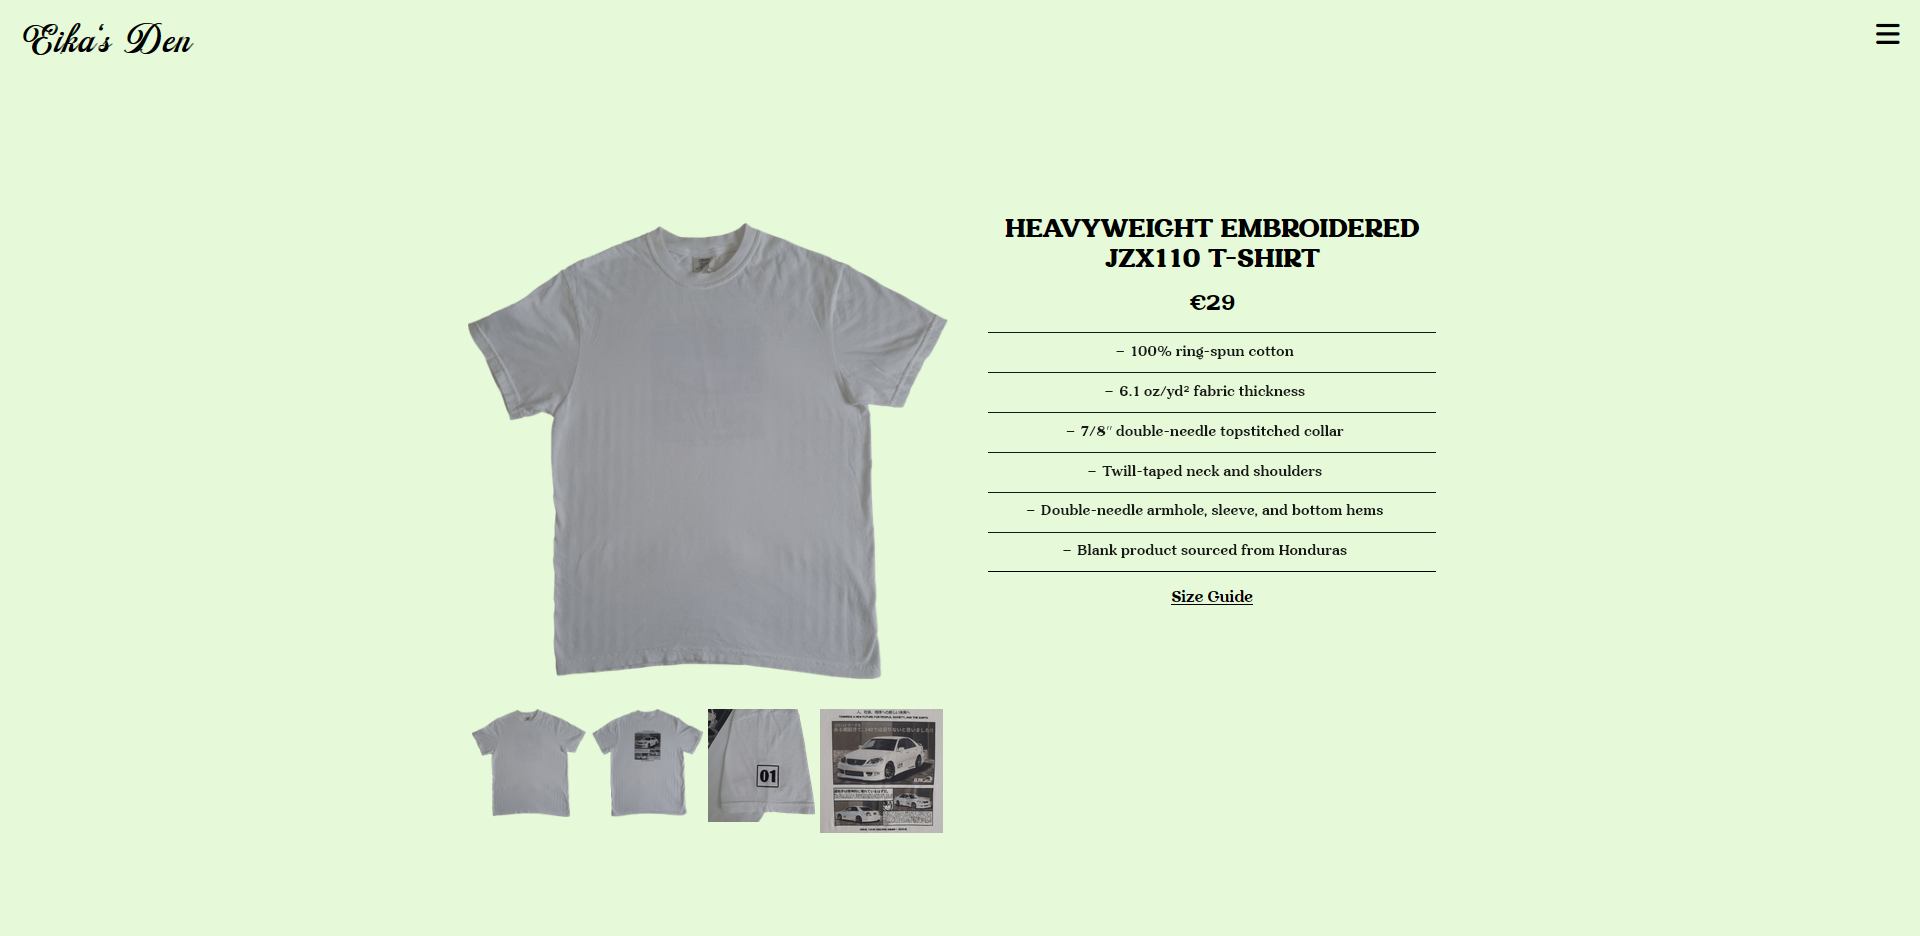 Eika's Den
HEAVYWEIGHT EMBROIDERED
JZX110 T-SHIRT
€29
– 100% ring-spun cotton
– 6.1 oz/yd² fabric thickness
– 7/8″ double-needle topstitched collar
– Twill-taped neck and shoulders
– Double-needle armhole, sleeve, and bottom hems
– Blank product sourced from Honduras
Size Guide
01